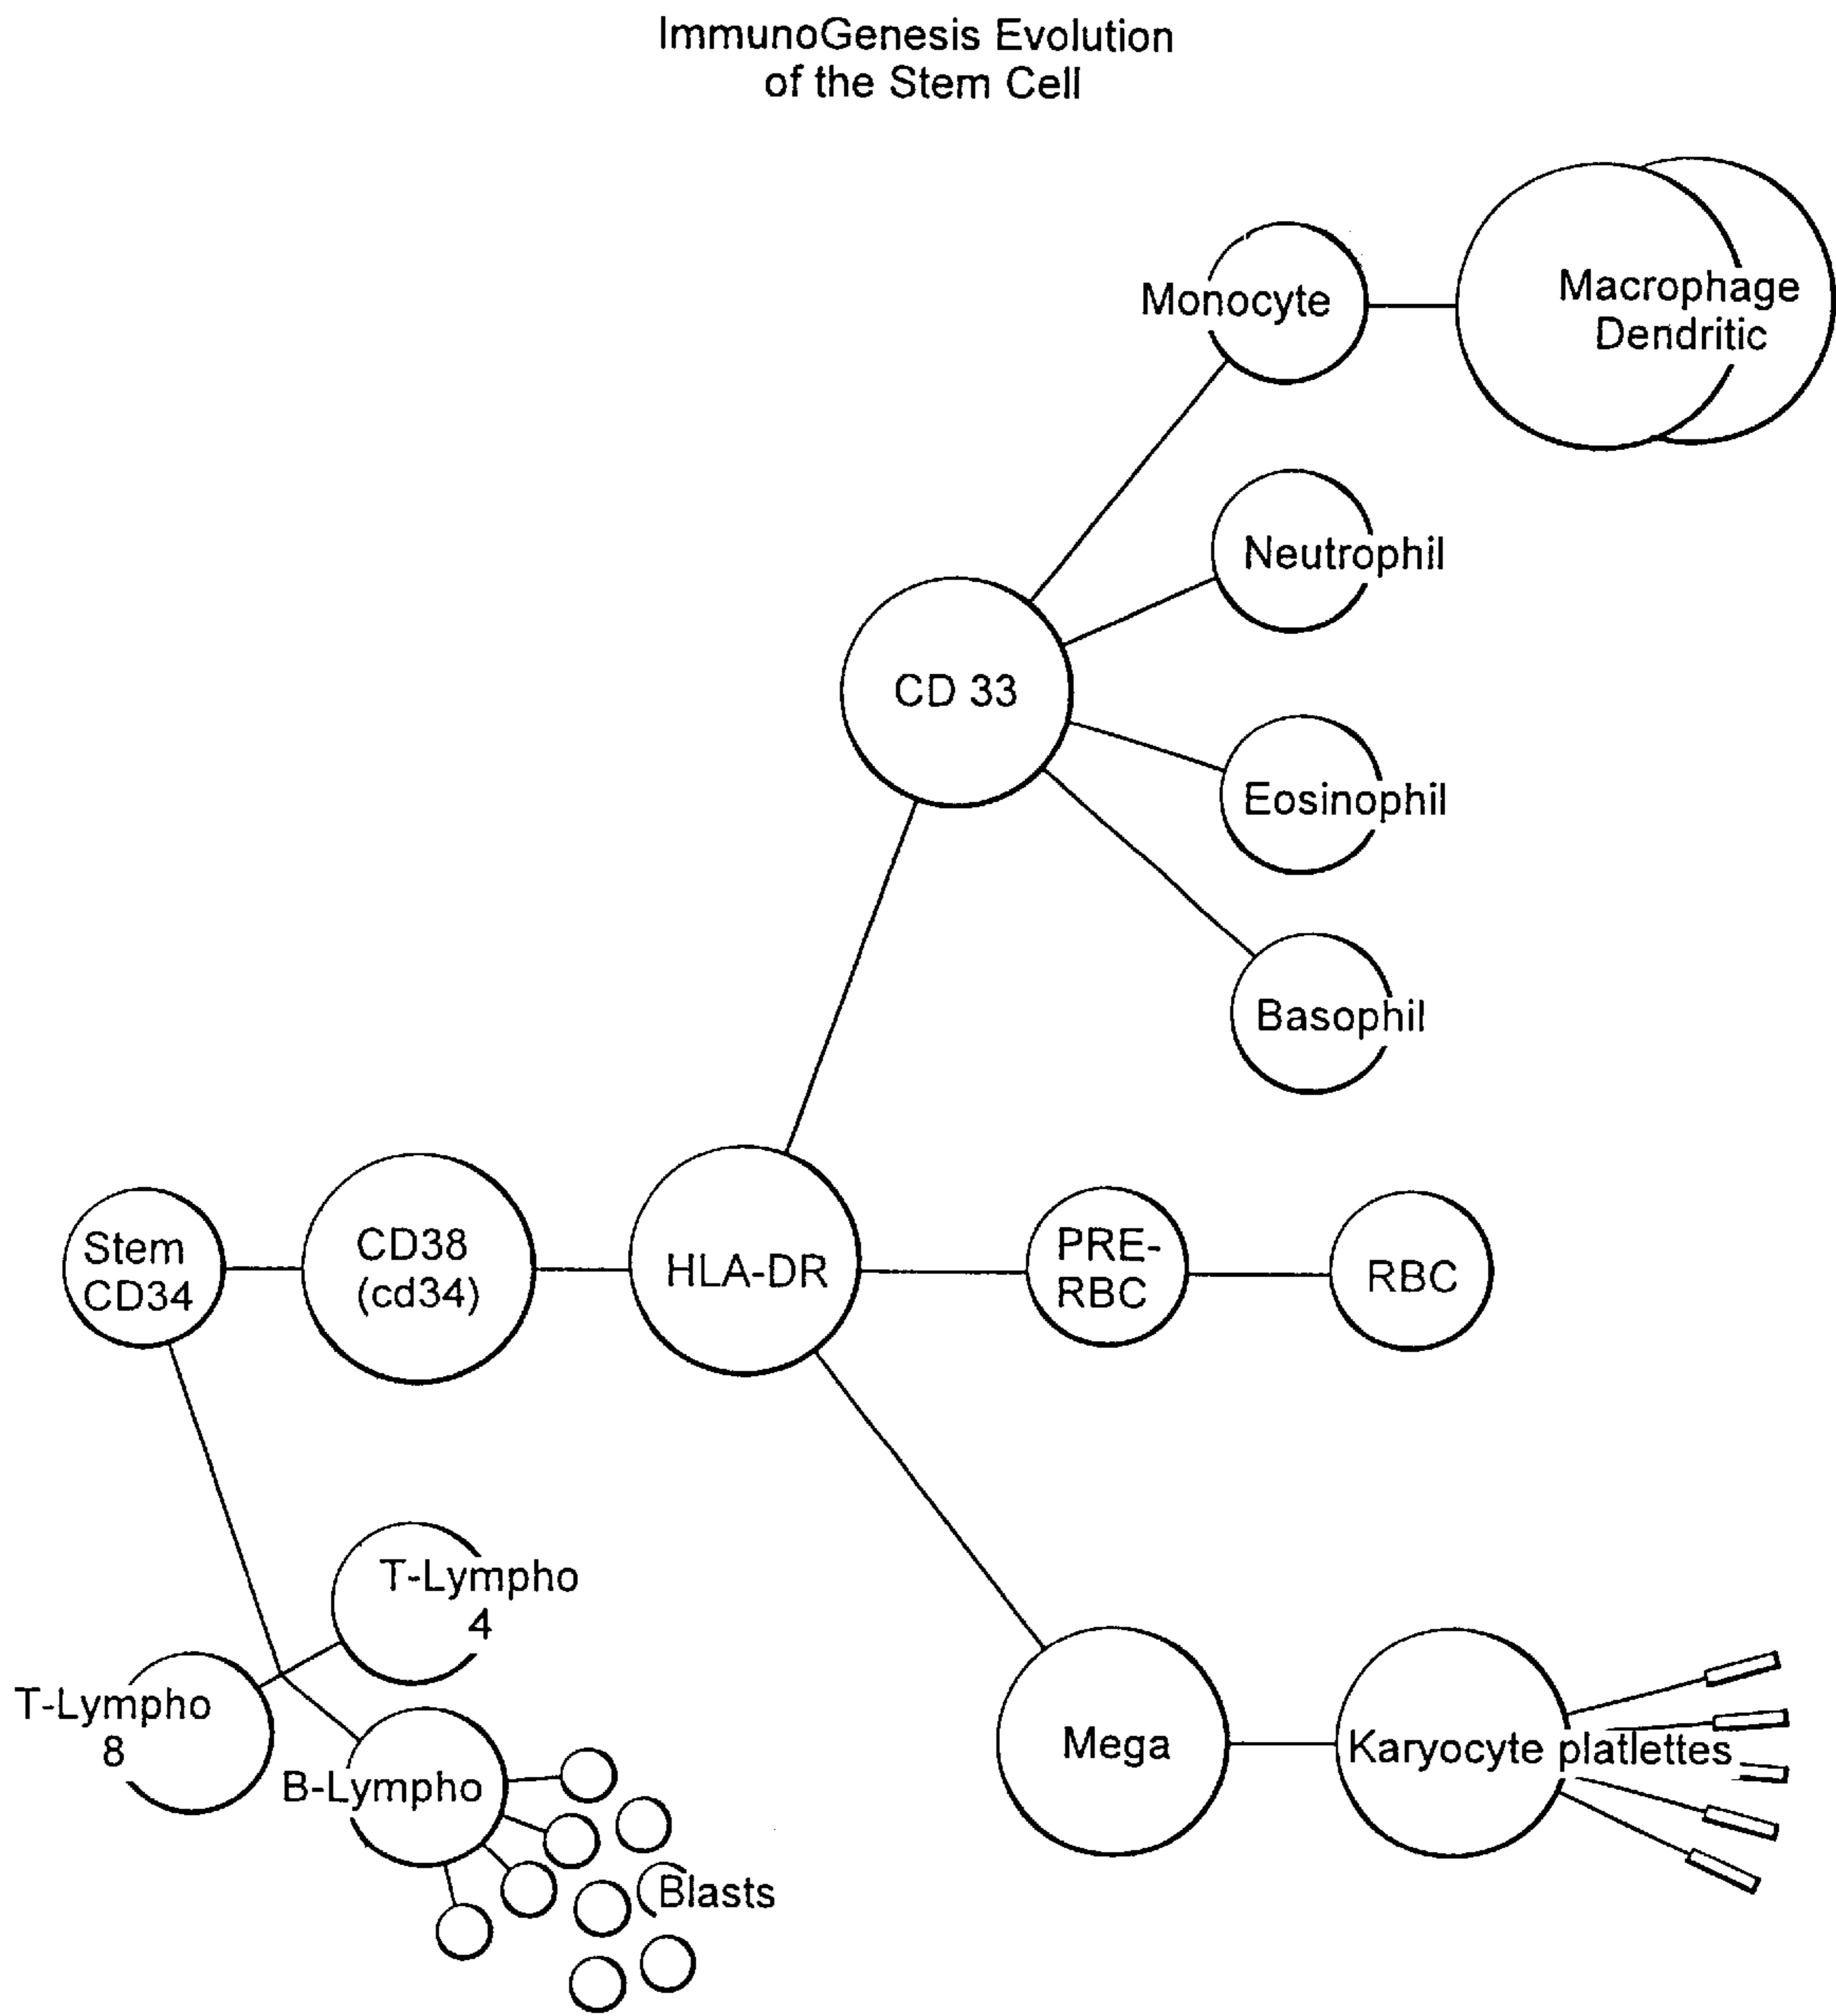 ImmunoGenesis Evolution
of the Stem Cell
Monocyte
Macrophage
Dendritic
Neutrophil
CD 33
Eosinophil
Basophil
Stem
CD34
CD38
(cd34)
HLA-DR
PRE-
RBC
RBC
T-Lympho
4
T-Lympho
8
B-Lympho
Blasts
Mega
Karyocyte platlettes